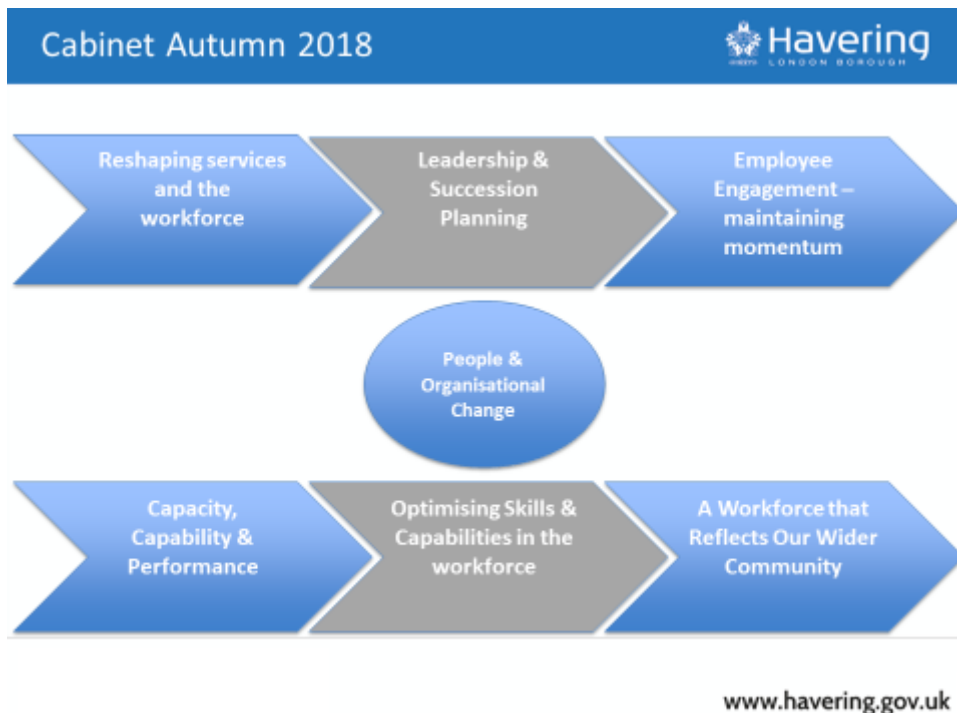 Cabinet Autumn 2018
Havering
LONDON BOROUGH
Reshaping services
and the
workforce
Leadership &
Succession
Planning
Employee
Engagement –
maintaining
momentum
People &
Organisational
Change
Capacity,
Capability &
Performance
Optimising Skills &
Capabilities in the
workforce
A Workforce that
Reflects Our Wider
Community
www.havering.gov.uk